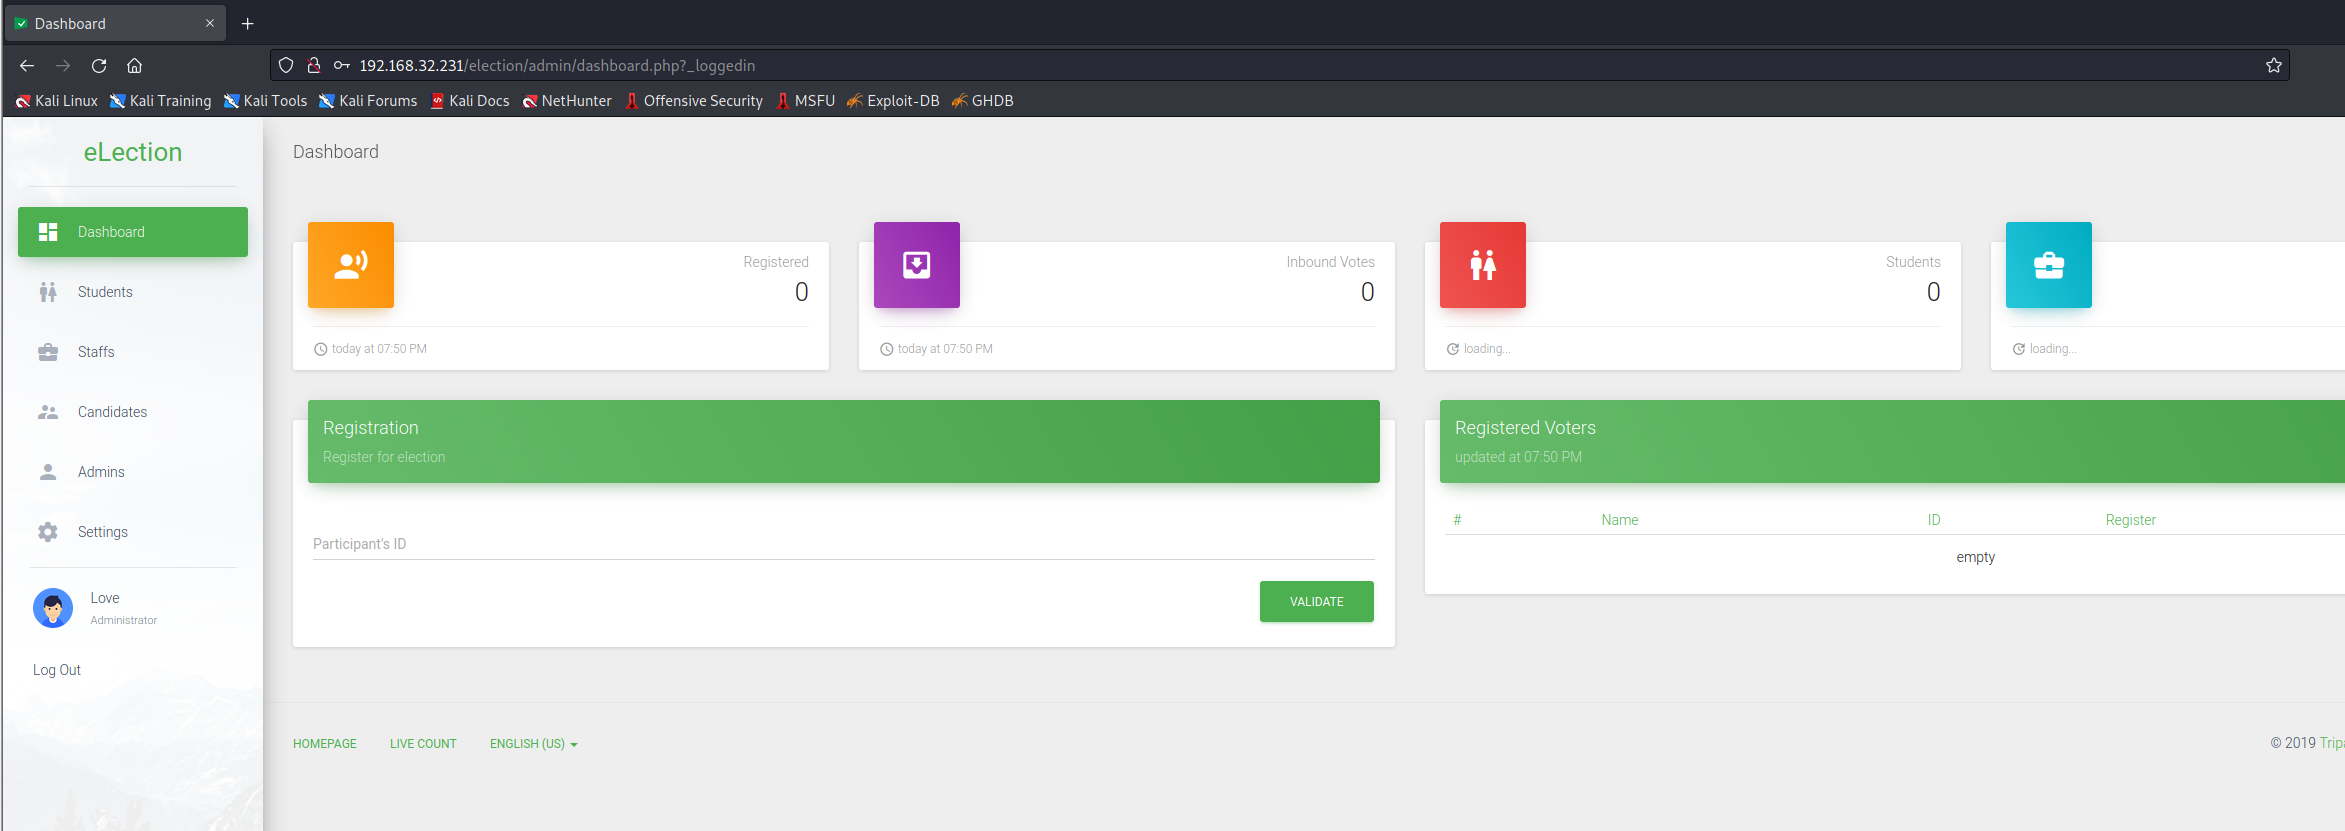 Dashboard
192.168.32.231/election/admin/dashboard.php?_loggedin
Kali Linux Kali Training Kali Tools Kali Forums Kali Docs NetHunter Offensive Security MSFU Exploit-DB GHDB
eLection
Dashboard
Students
Staffs
Candidates
Admins
Settings
Love
Administrator
Log Out
Dashboard
Registered
0
today at 07:50 PM
Inbound Votes
0
today at 07:50 PM
Students
0
loading...
loading...
Registration
Register for election
Participant's ID
VALIDATE
Registered Voters
updated at 07:50 PM
# Name ID Register
empty
HOMEPAGE LIVE COUNT ENGLISH (US)
© 2019